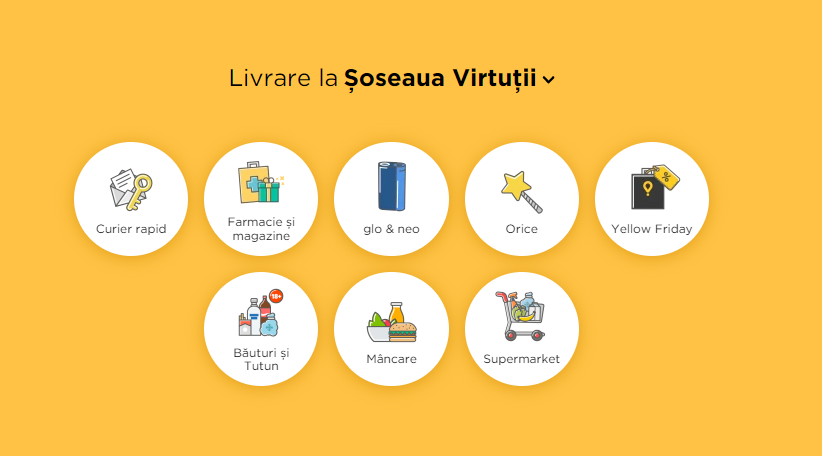 Livrare la Șoseaua Virtuții
Curier rapid
Farmacie și
magazine
glo & neo
Orice
%
Yellow Friday
18+
Băuturi și
Tutun
Mâncare
Supermarket